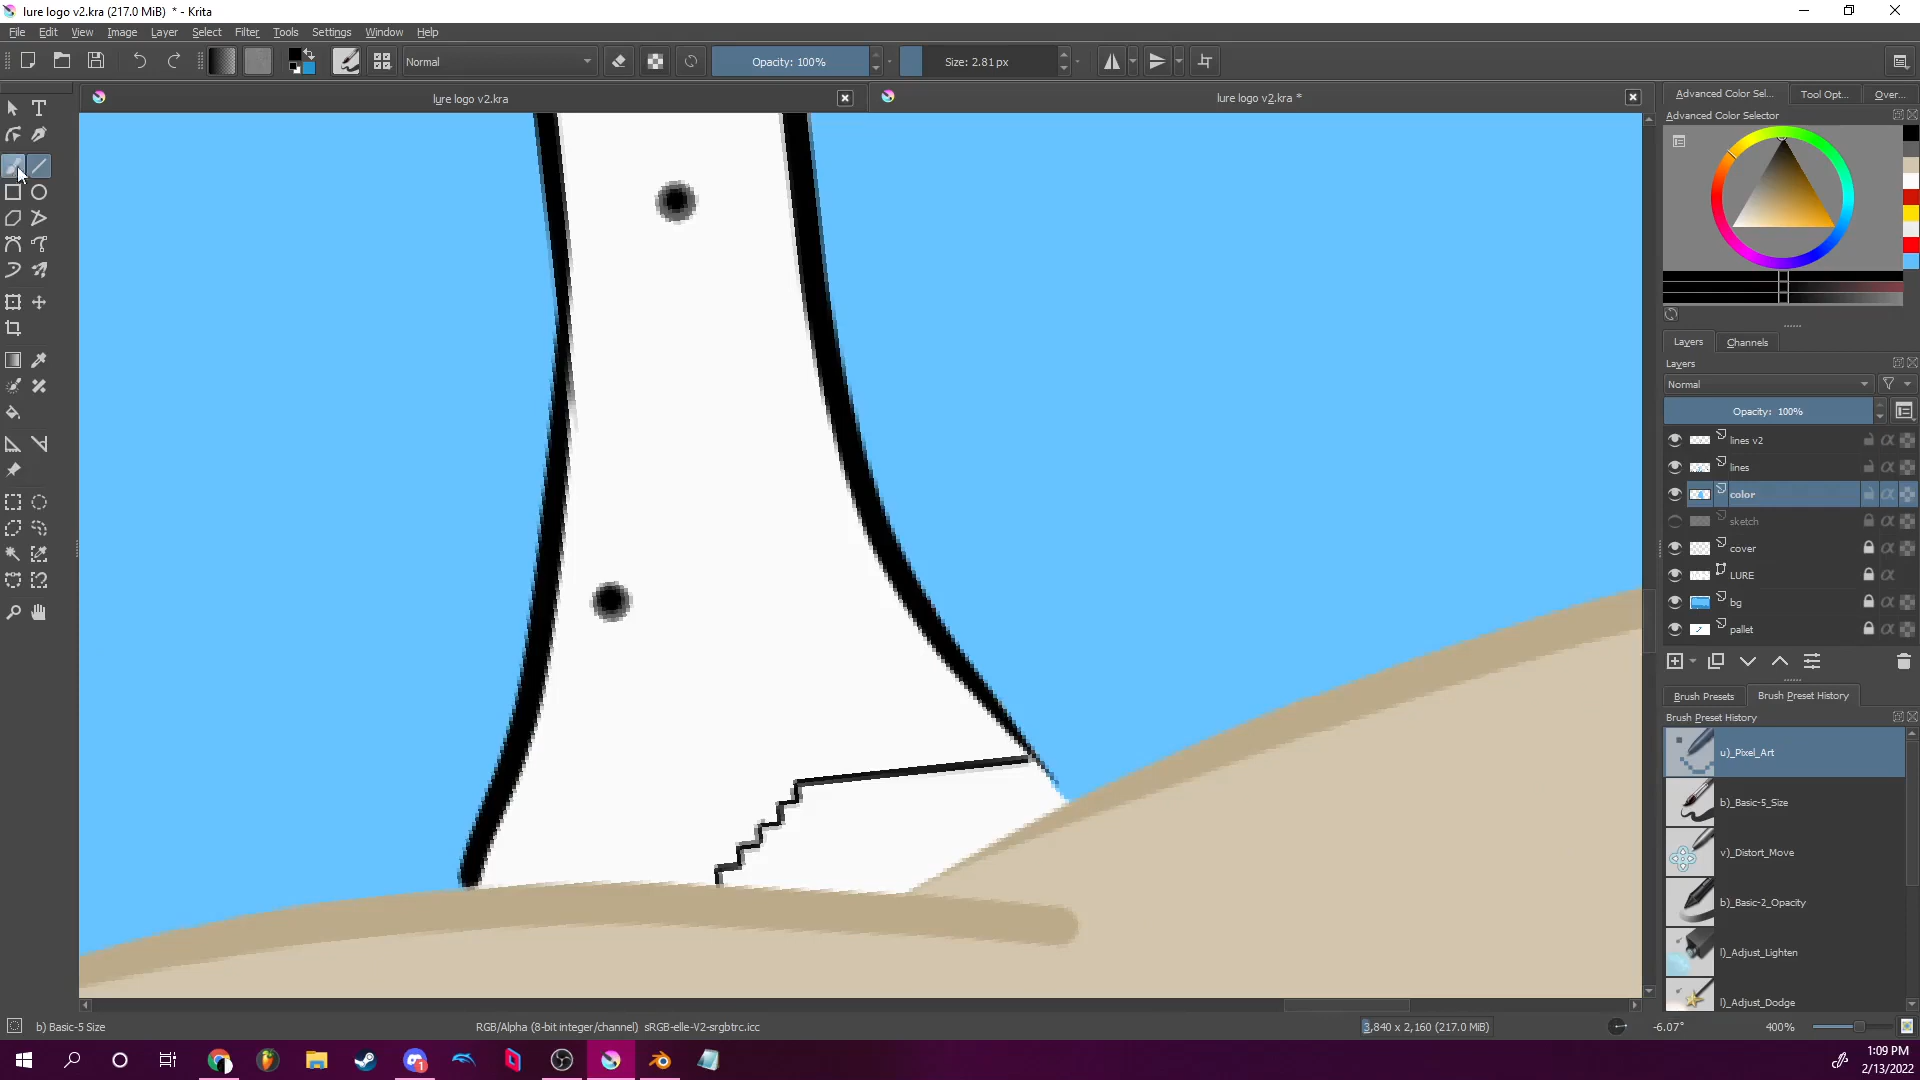 lure logo v2.kra (217.0 MiB) * - Krita
File Edit View Image Layer Select Filter Tools Settings Window Help
Normal Opacity: 100% Size: 2.81 px
lure logo v2.kra lure logo v2.kra *
Advanced Color Sel... Tool Opt... Over...
Advanced Color Selector
Layers Channels
Layers
Normal
Opacity: 100%
lines v2
lines
color
sketch
cover
LURE
bg
pallet
Brush Presets Brush Preset History
Brush Preset History
u)_Pixel_Art
b)_Basic-5_Size
v)_Distort_Move
b)_Basic-2_Opacity
l)_Adjust_Lighten
l)_Adjust_Dodge
b) Basic-5 Size RGB/Alpha (8-bit integer/channel) sRGB-elle-V2-srgbtrc.icc 3,840 x 2,160 (217.0 MiB) -6.07° 400%
1
1:09 PM
2/13/2022